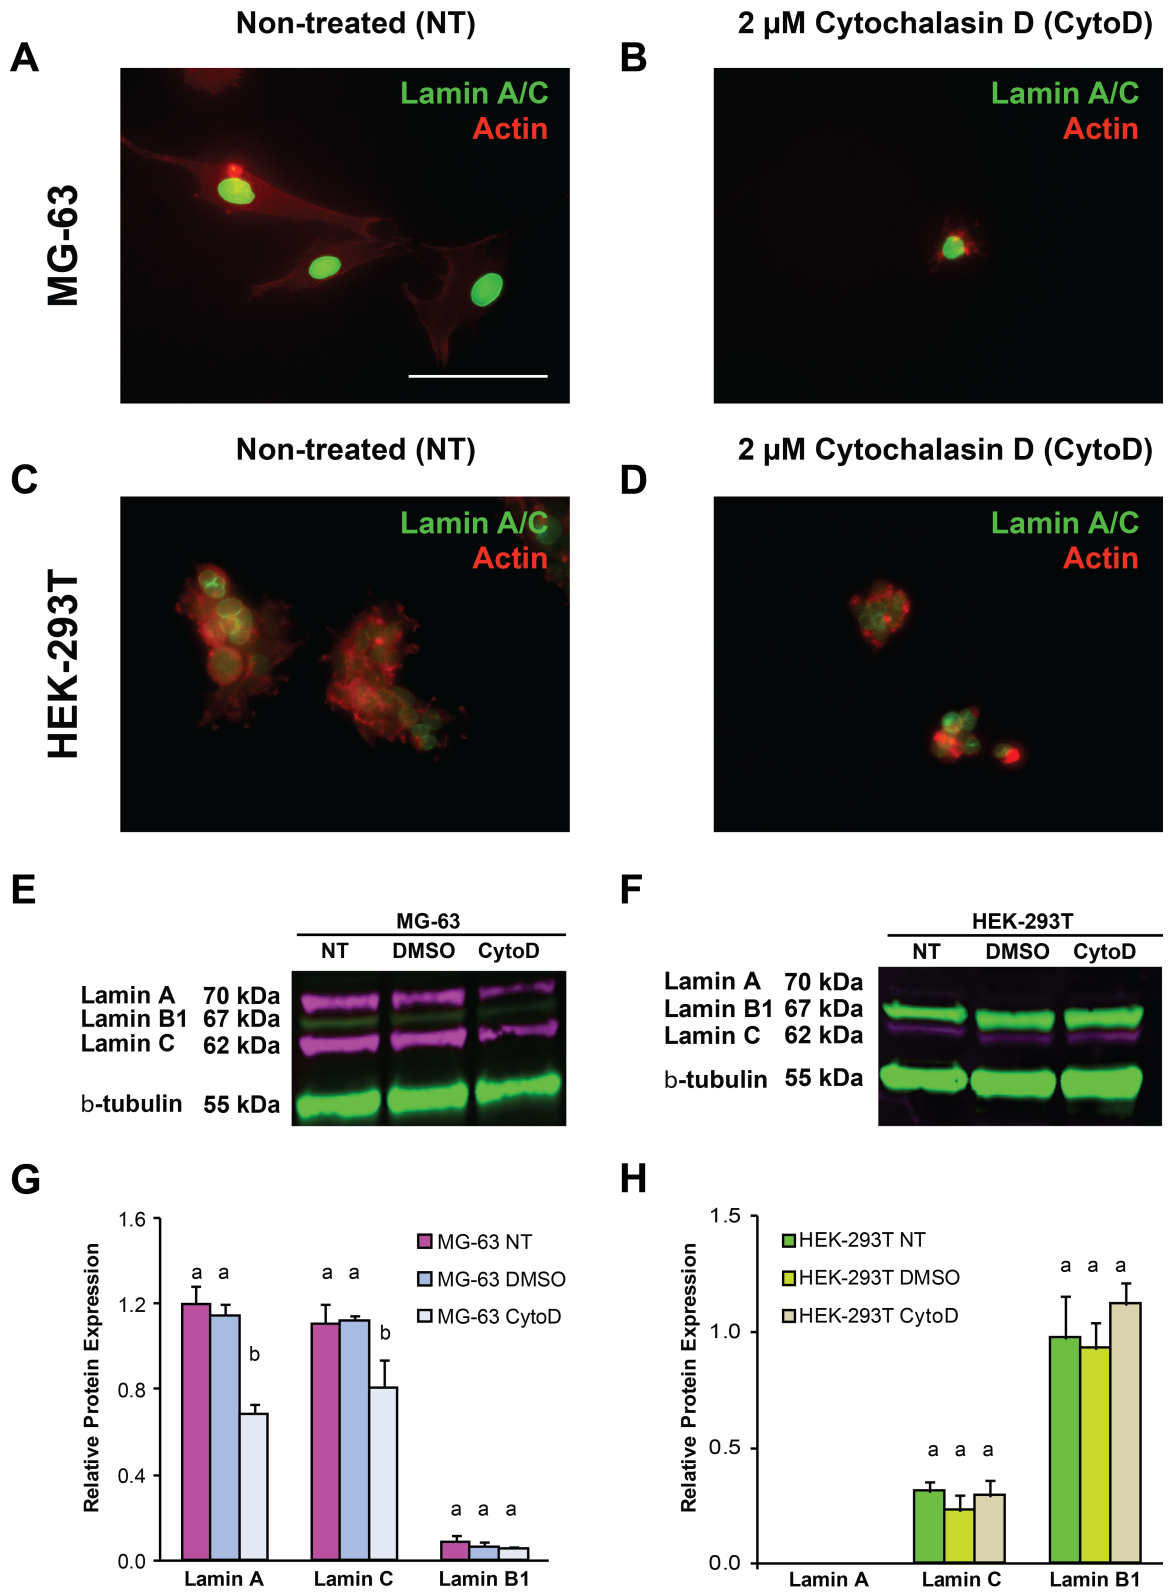 Non-treated (NT)
2 µM Cytochalasin D (CytoD)
A
B
MG-63
Lamin A/C
Actin
Lamin A/C
Actin
Non-treated (NT)
2 µM Cytochalasin D (CytoD)
C
D
HEK-293T
Lamin A/C
Actin
Lamin A/C
Actin
E
MG-63
NT DMSO CytoD
Lamin A 70 kDa
Lamin B1 67 kDa
Lamin C 62 kDa
b-tubulin 55 kDa
F
HEK-293T
NT DMSO CytoD
Lamin A 70 kDa
Lamin B1 67 kDa
Lamin C 62 kDa
b-tubulin 55 kDa
G
Relative Protein Expression
1.6
1.2
0.8
0.4
0.0
MG-63 NT
MG-63 DMSO
MG-63 CytoD
a a b
a a b
a a a
Lamin A Lamin C Lamin B1
H
Relative Protein Expression
1.5
1.0
0.5
0.0
HEK-293T NT
HEK-293T DMSO
HEK-293T CytoD
a a a
a a a
Lamin A Lamin C Lamin B1